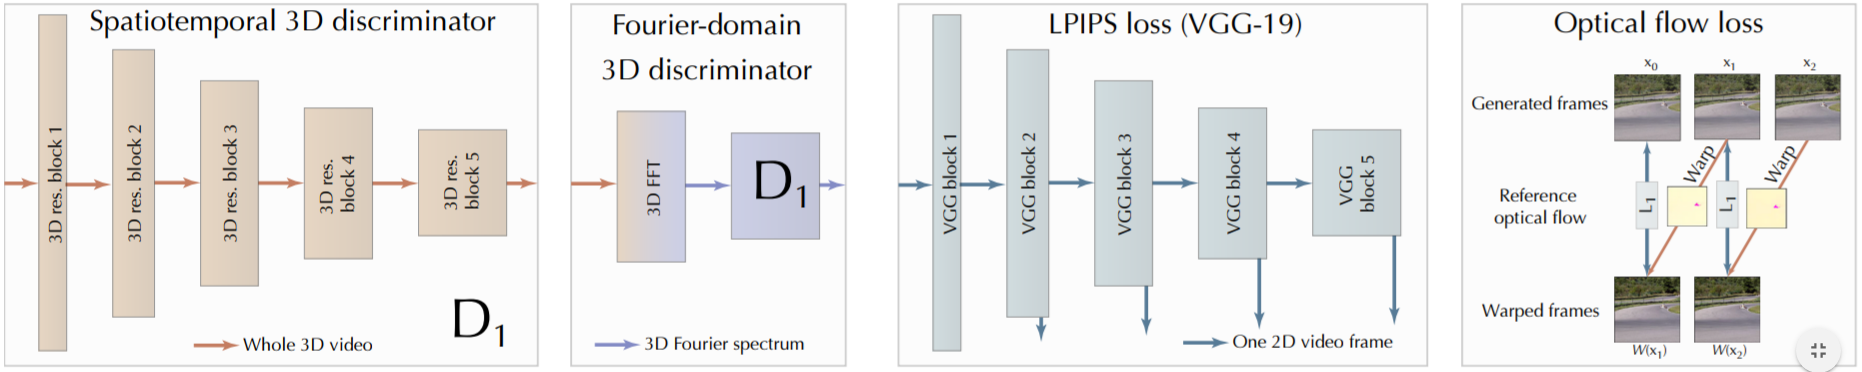 Spatiotemporal 3D discriminator
3D res. block 1
3D res. block 2
3D res. block 3
3D res.
block 4
3D res.
block 5
D1
Whole 3D video
Fourier-domain
3D discriminator
3D FFT
D1
3D Fourier spectrum
LPIPS loss (VGG-19)
VGG block 1
VGG block 2
VGG block 3
VGG block 4
VGG
block 5
One 2D video frame
Optical flow loss
x0 x1 x2
Generated frames
Warp Warp
Reference
optical flow
L1 L1
Warped frames
W(x1) W(x2)